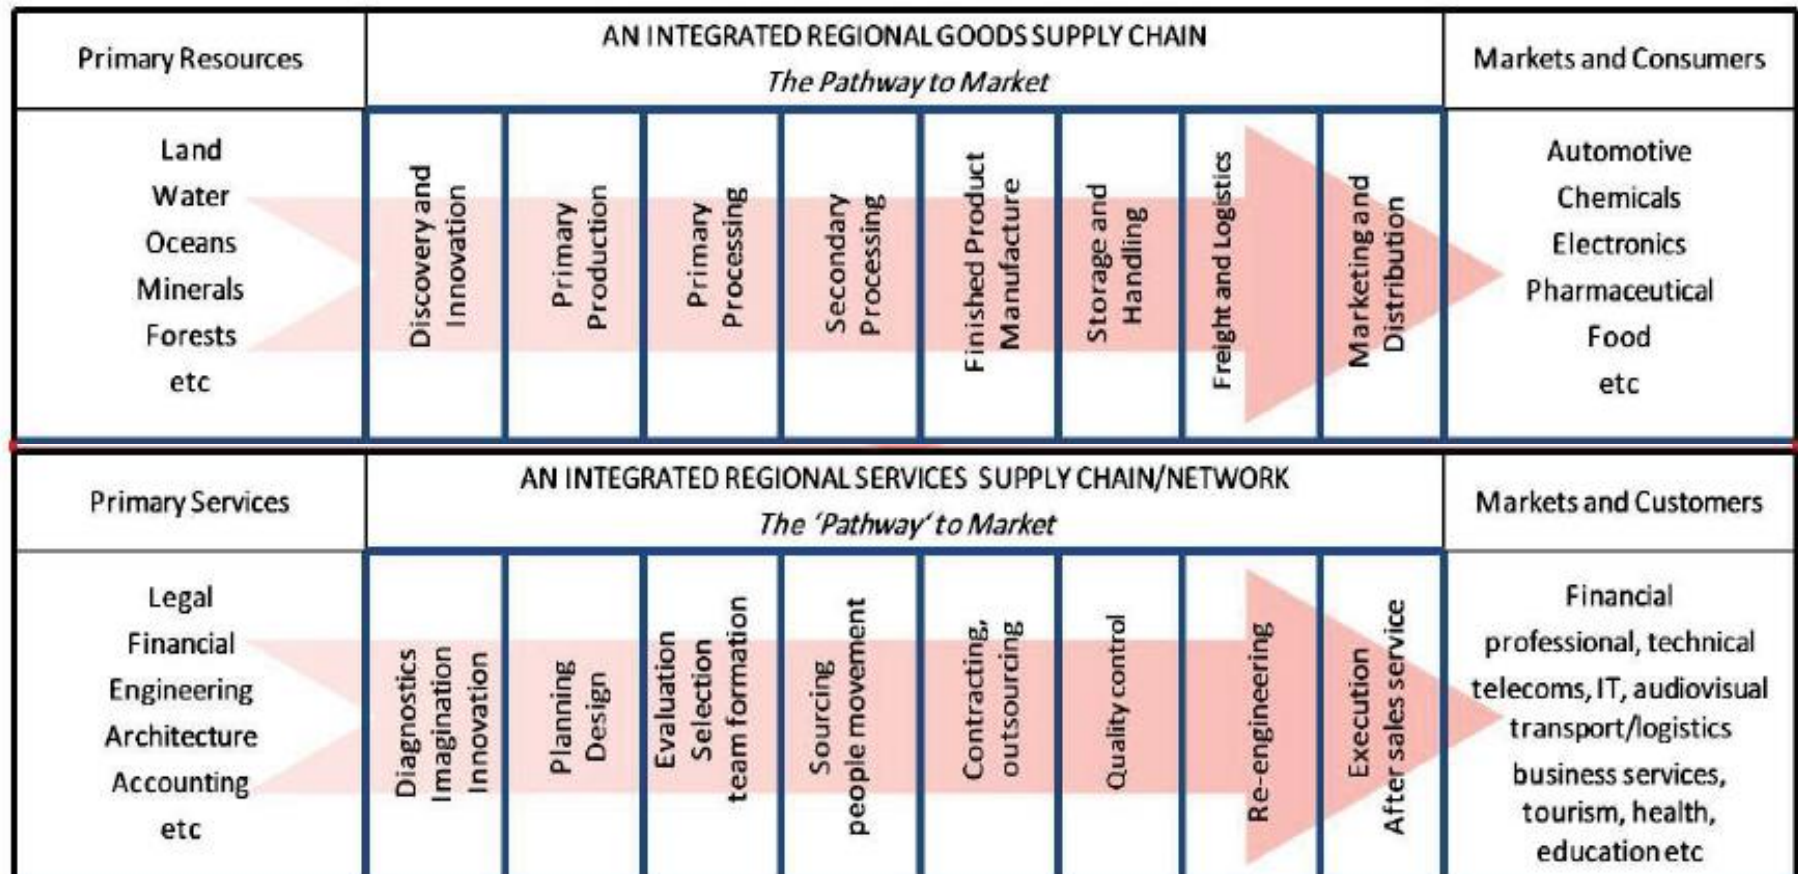 Primary Resources
AN INTEGRATED REGIONAL GOODS SUPPLY CHAIN
The Pathway to Market
Markets and Consumers
Land
Water
Oceans
Minerals
Forests
etc
Discovery and
Innovation
Primary
Production
Primary
Processing
Secondary
Processing
Finished Product
Manufacture
Storage and
Handling
Freight and Logistics
Marketing and
Distribution
Automotive
Chemicals
Electronics
Pharmaceutical
Food
etc
Primary Services
AN INTEGRATED REGIONAL SERVICES SUPPLY CHAIN/NETWORK
The ‘Pathway‘ to Market
Markets and Customers
Legal
Financial
Engineering
Architecture
Accounting
etc
Diagnostics
Imagination
Innovation
Planning
Design
Evaluation
Selection
team formation
Sourcing
people movement
Contracting,
outsourcing
Quality control
Re-engineering
Execution
After sales service
Financial
professional, technical
telecoms, IT, audiovisual
transport/logistics
business services,
tourism, health,
education etc